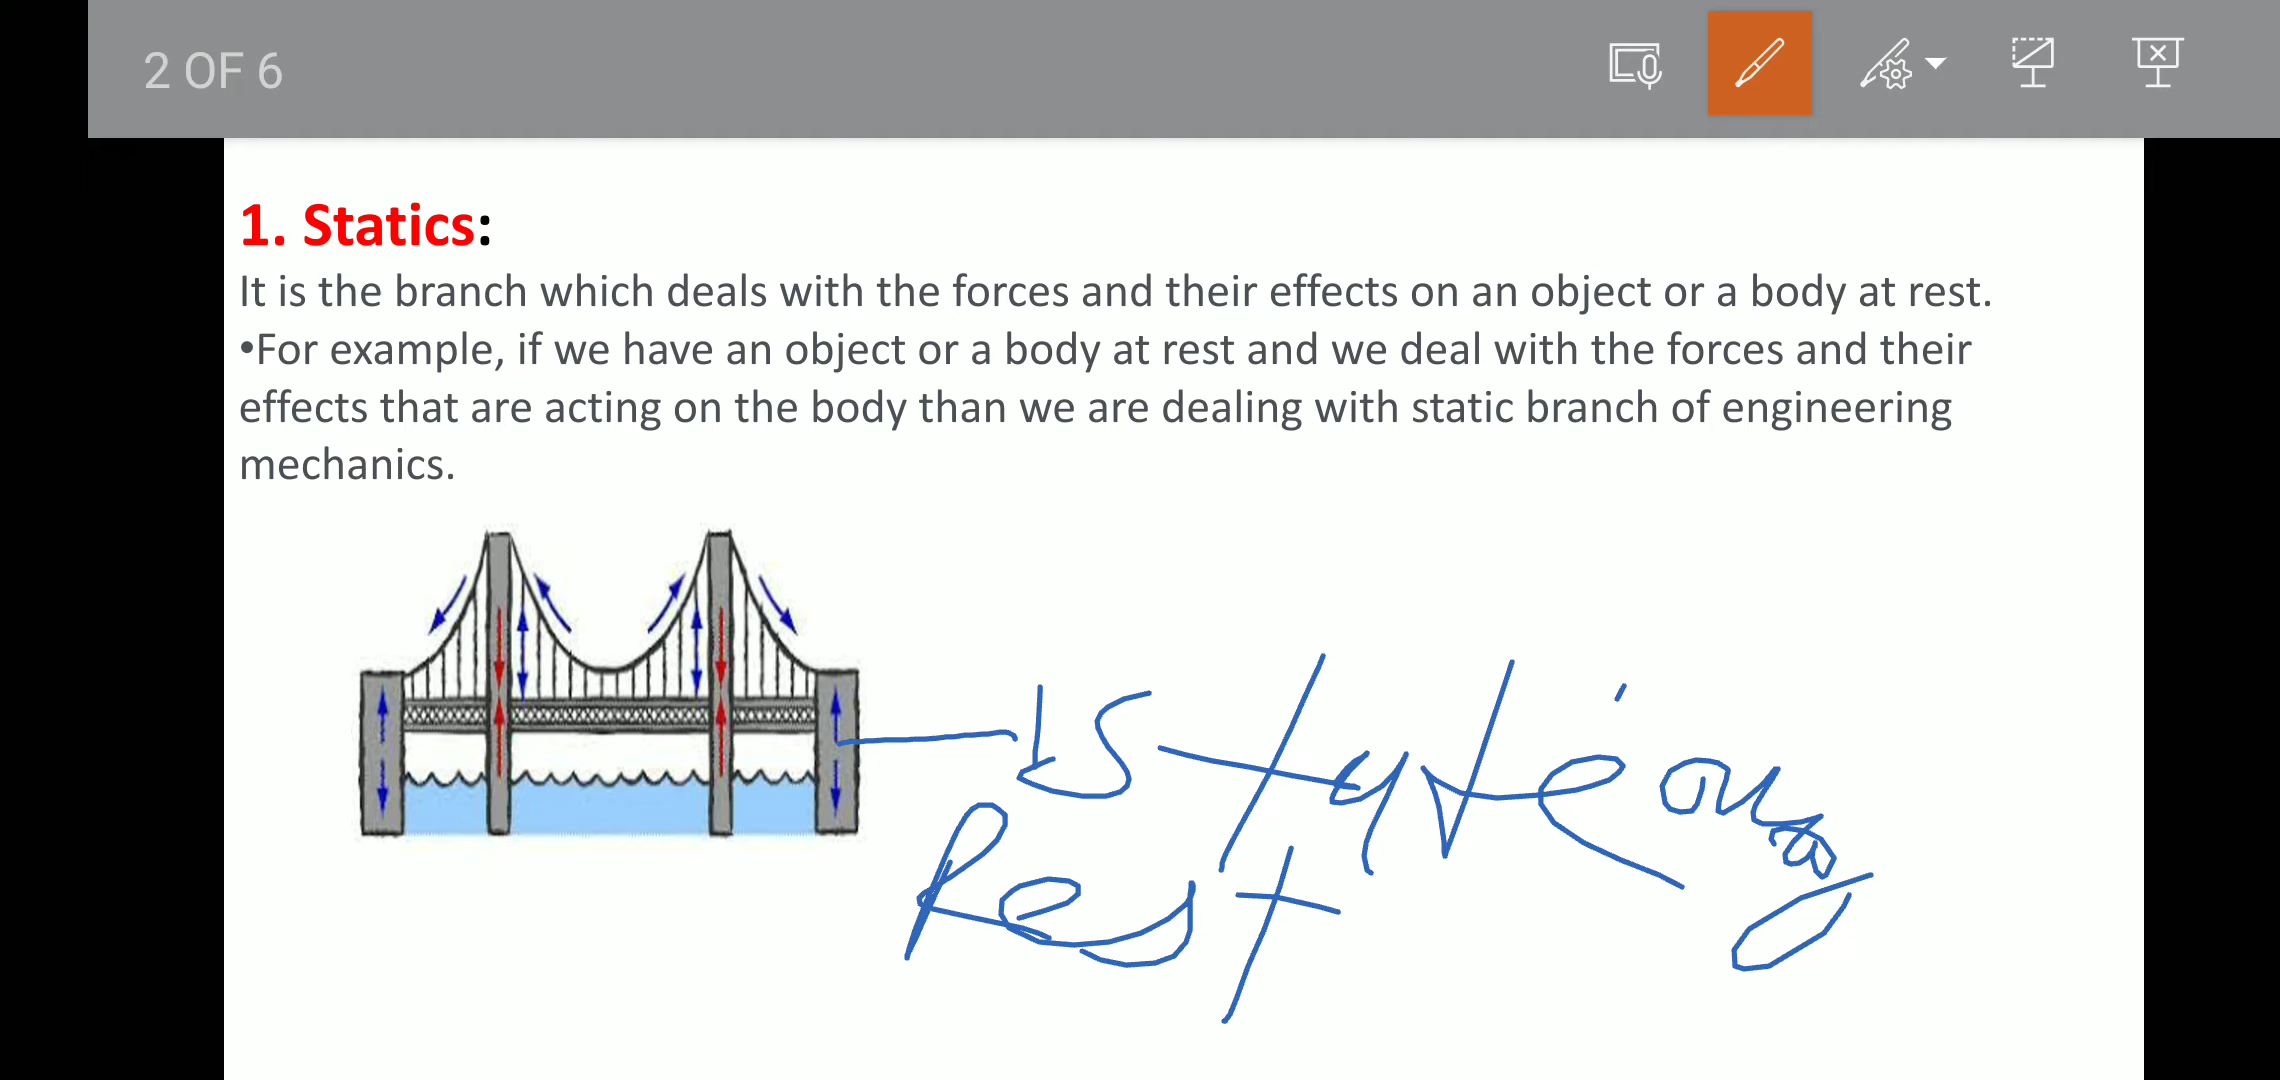 2 OF 6
1. Statics:
It is the branch which deals with the forces and their effects on an object or a body at rest.
•For example, if we have an object or a body at rest and we deal with the forces and their
effects that are acting on the body than we are dealing with static branch of engineering
mechanics.
Rest